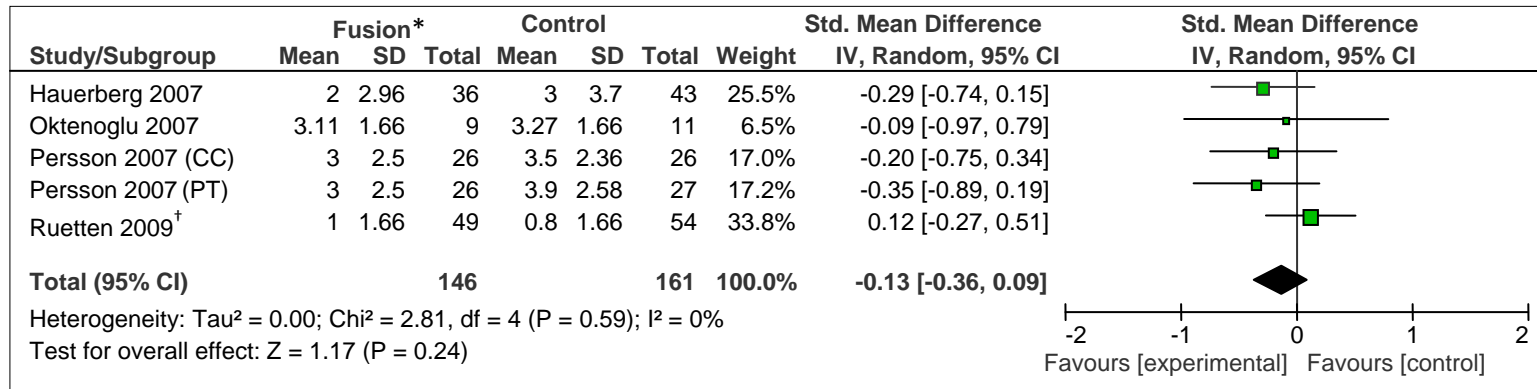 Fusion* Control Std. Mean Difference Std. Mean Difference
Study/Subgroup Mean SD Total Mean SD Total Weight IV, Random, 95% CI IV, Random, 95% CI
Hauerberg 2007 2 2.96 36 3 3.7 43 25.5% -0.29 [-0.74, 0.15]
Oktenoglu 2007 3.11 1.66 9 3.27 1.66 11 6.5% -0.09 [-0.97, 0.79]
Persson 2007 (CC) 3 2.5 26 3.5 2.36 26 17.0% -0.20 [-0.75, 0.34]
Persson 2007 (PT) 3 2.5 26 3.9 2.58 27 17.2% -0.35 [-0.89, 0.19]
Ruetten 2009† 1 1.66 49 0.8 1.66 54 33.8% 0.12 [-0.27, 0.51]
Total (95% CI) 146 161 100.0% -0.13 [-0.36, 0.09]
Heterogeneity: Tau² = 0.00; Chi² = 2.81, df = 4 (P = 0.59); I² = 0%
Test for overall effect: Z = 1.17 (P = 0.24)
-2 -1 0 1 2
Favours [experimental] Favours [control]